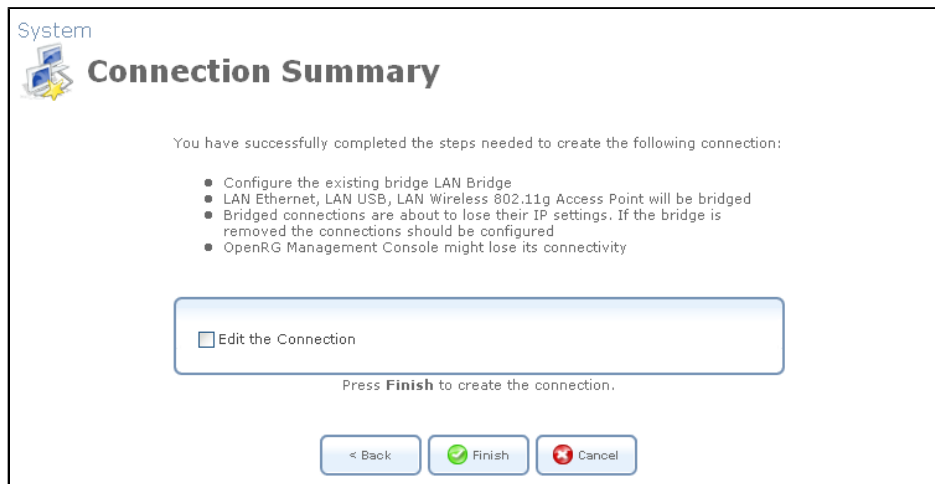 System
Connection Summary
You have successfully completed the steps needed to create the following connection:
● Configure the existing bridge LAN Bridge
● LAN Ethernet, LAN USB, LAN Wireless 802.11g Access Point will be bridged
● Bridged connections are about to lose their IP settings. If the bridge is
removed the connections should be configured
● OpenRG Management Console might lose its connectivity
Edit the Connection
Press Finish to create the connection.
< Back
Finish
Cancel